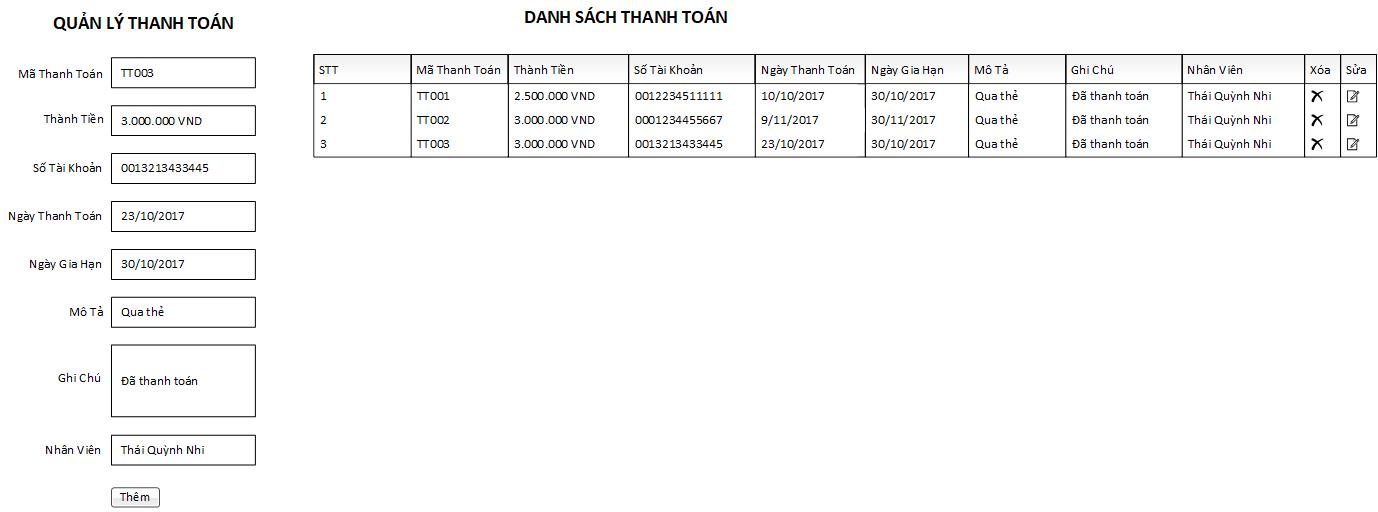 QUẢN LÝ THANH TOÁN
Mã Thanh Toán TT003
Thành Tiền 3.000.000 VND
Số Tài Khoản 0013213433445
Ngày Thanh Toán 23/10/2017
Ngày Gia Hạn 30/10/2017
Mô Tả Qua thẻ
Ghi Chú Đã thanh toán
Nhân Viên Thái Quỳnh Nhi
Thêm
DANH SÁCH THANH TOÁN
STT Mã Thanh Toán Thành Tiền Số Tài Khoản Ngày Thanh Toán Ngày Gia Hạn Mô Tả Ghi Chú Nhân Viên Xóa Sửa
1 TT001 2.500.000 VND 0012234511111 10/10/2017 30/10/2017 Qua thẻ Đã thanh toán Thái Quỳnh Nhi
2 TT002 3.000.000 VND 0001234455667 9/11/2017 30/11/2017 Qua thẻ Đã thanh toán Thái Quỳnh Nhi
3 TT003 3.000.000 VND 0013213433445 23/10/2017 30/10/2017 Qua thẻ Đã thanh toán Thái Quỳnh Nhi